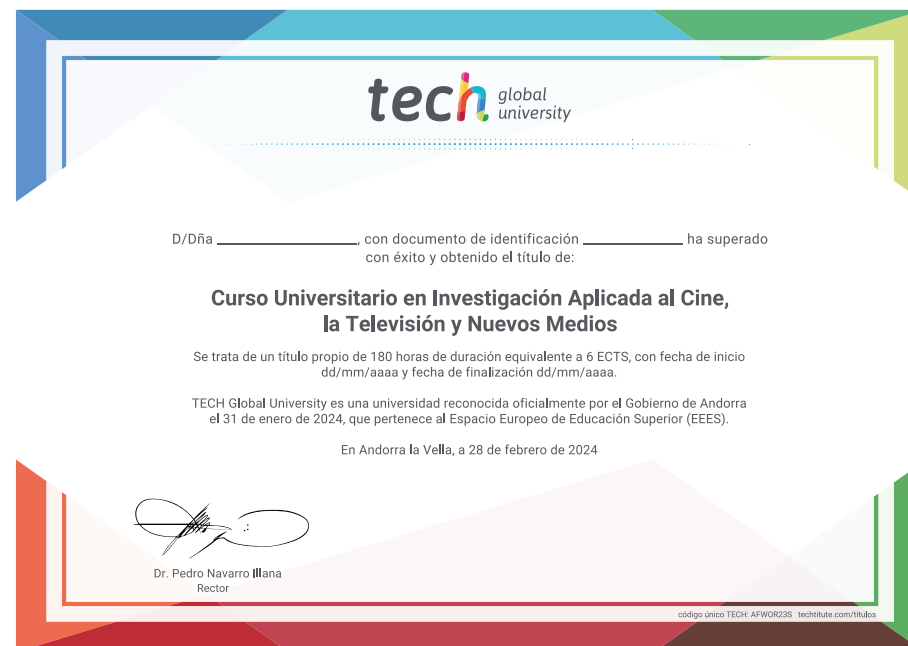 tech global university
D/Dña ________________, con documento de identificación ____________ ha superado
con éxito y obtenido el título de:
Curso Universitario en Investigación Aplicada al Cine,
la Televisión y Nuevos Medios
Se trata de un título propio de 180 horas de duración equivalente a 6 ECTS, con fecha de inicio
dd/mm/aaaa y fecha de finalización dd/mm/aaaa.
TECH Global University es una universidad reconocida oficialmente por el Gobierno de Andorra
el 31 de enero de 2024, que pertenece al Espacio Europeo de Educación Superior (EEES).
En Andorra la Vella, a 28 de febrero de 2024
Dr. Pedro Navarro Illana
Rector
código único TECH: AFWOR23S techtitute.com/titulos